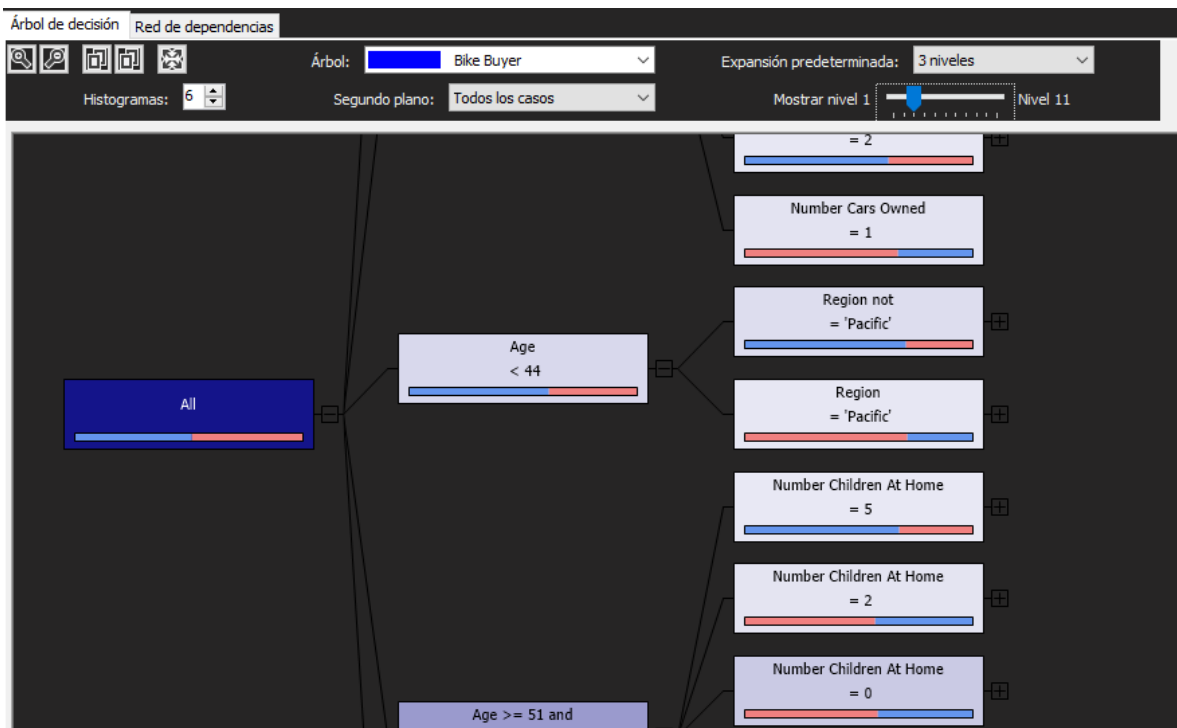 Árbol de decisión Red de dependencias
Árbol: Bike Buyer Expansión predeterminada: 3 niveles
Histogramas: 6 Segundo plano: Todos los casos Mostrar nivel 1 Nivel 11
= 2
Number Cars Owned
= 1
Region not
= 'Pacific'
Age
< 44
All
Region
= 'Pacific'
Number Children At Home
= 5
Number Children At Home
= 2
Number Children At Home
= 0
Age >= 51 and